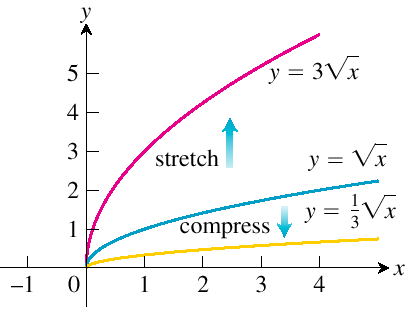 y
5
y = 3√x
4
3
stretch
y = √x
2
y = 1/3 √x
compress
1
x
–1 0 1 2 3 4